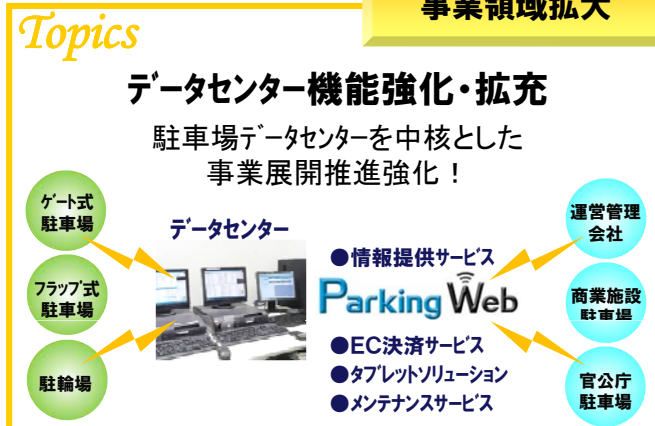 事業領域拡大
Topics
データセンター機能強化・拡充
駐車場データセンターを中核とした
事業展開推進強化！
ゲート式
駐車場
フラップ式
駐車場
駐輪場
データセンター
●情報提供サービス
Parking Web
●EC決済サービス
●タブレットソリューション
●メンテナンスサービス
運営管理
会社
商業施設
駐車場
官公庁
駐車場